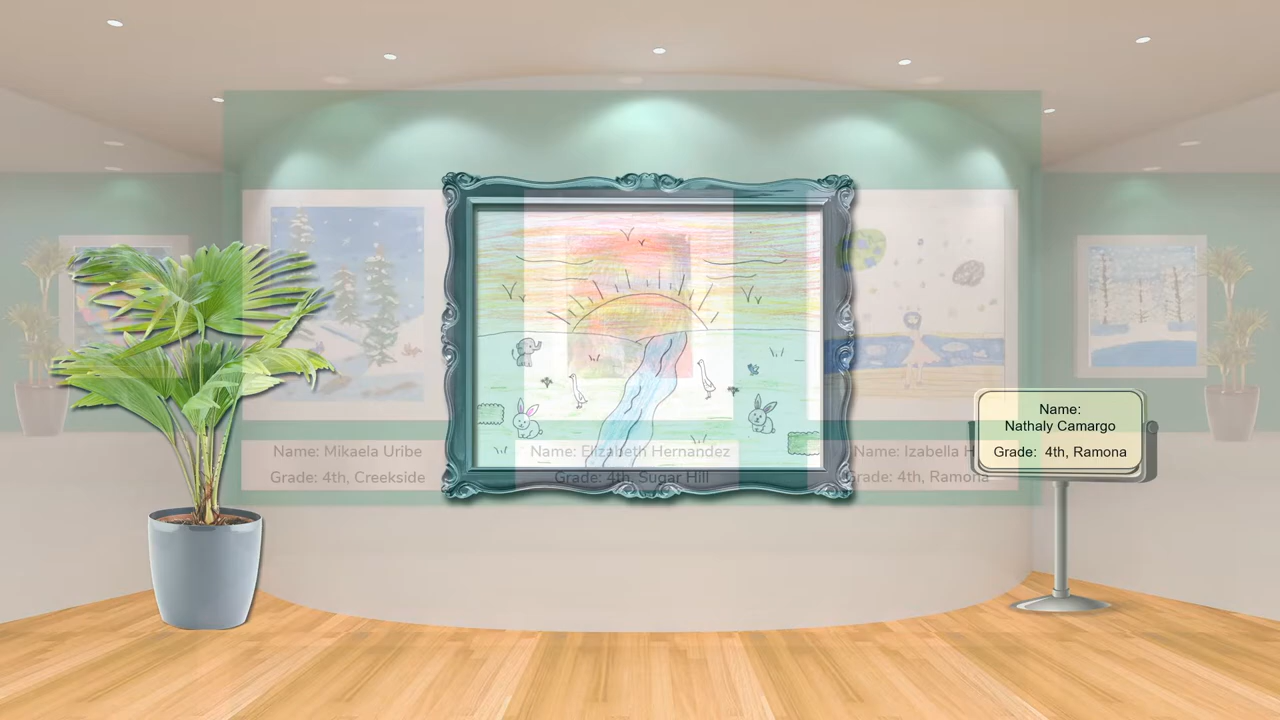 Name: Mikaela Uribe
Grade: 4th, Creekside
Name: Elizabeth Hernandez
Grade: 4th, Sugar Hill
Name: Izabella H
Grade: 4th, Ramona
Name:
Nathaly Camargo
Grade: 4th, Ramona